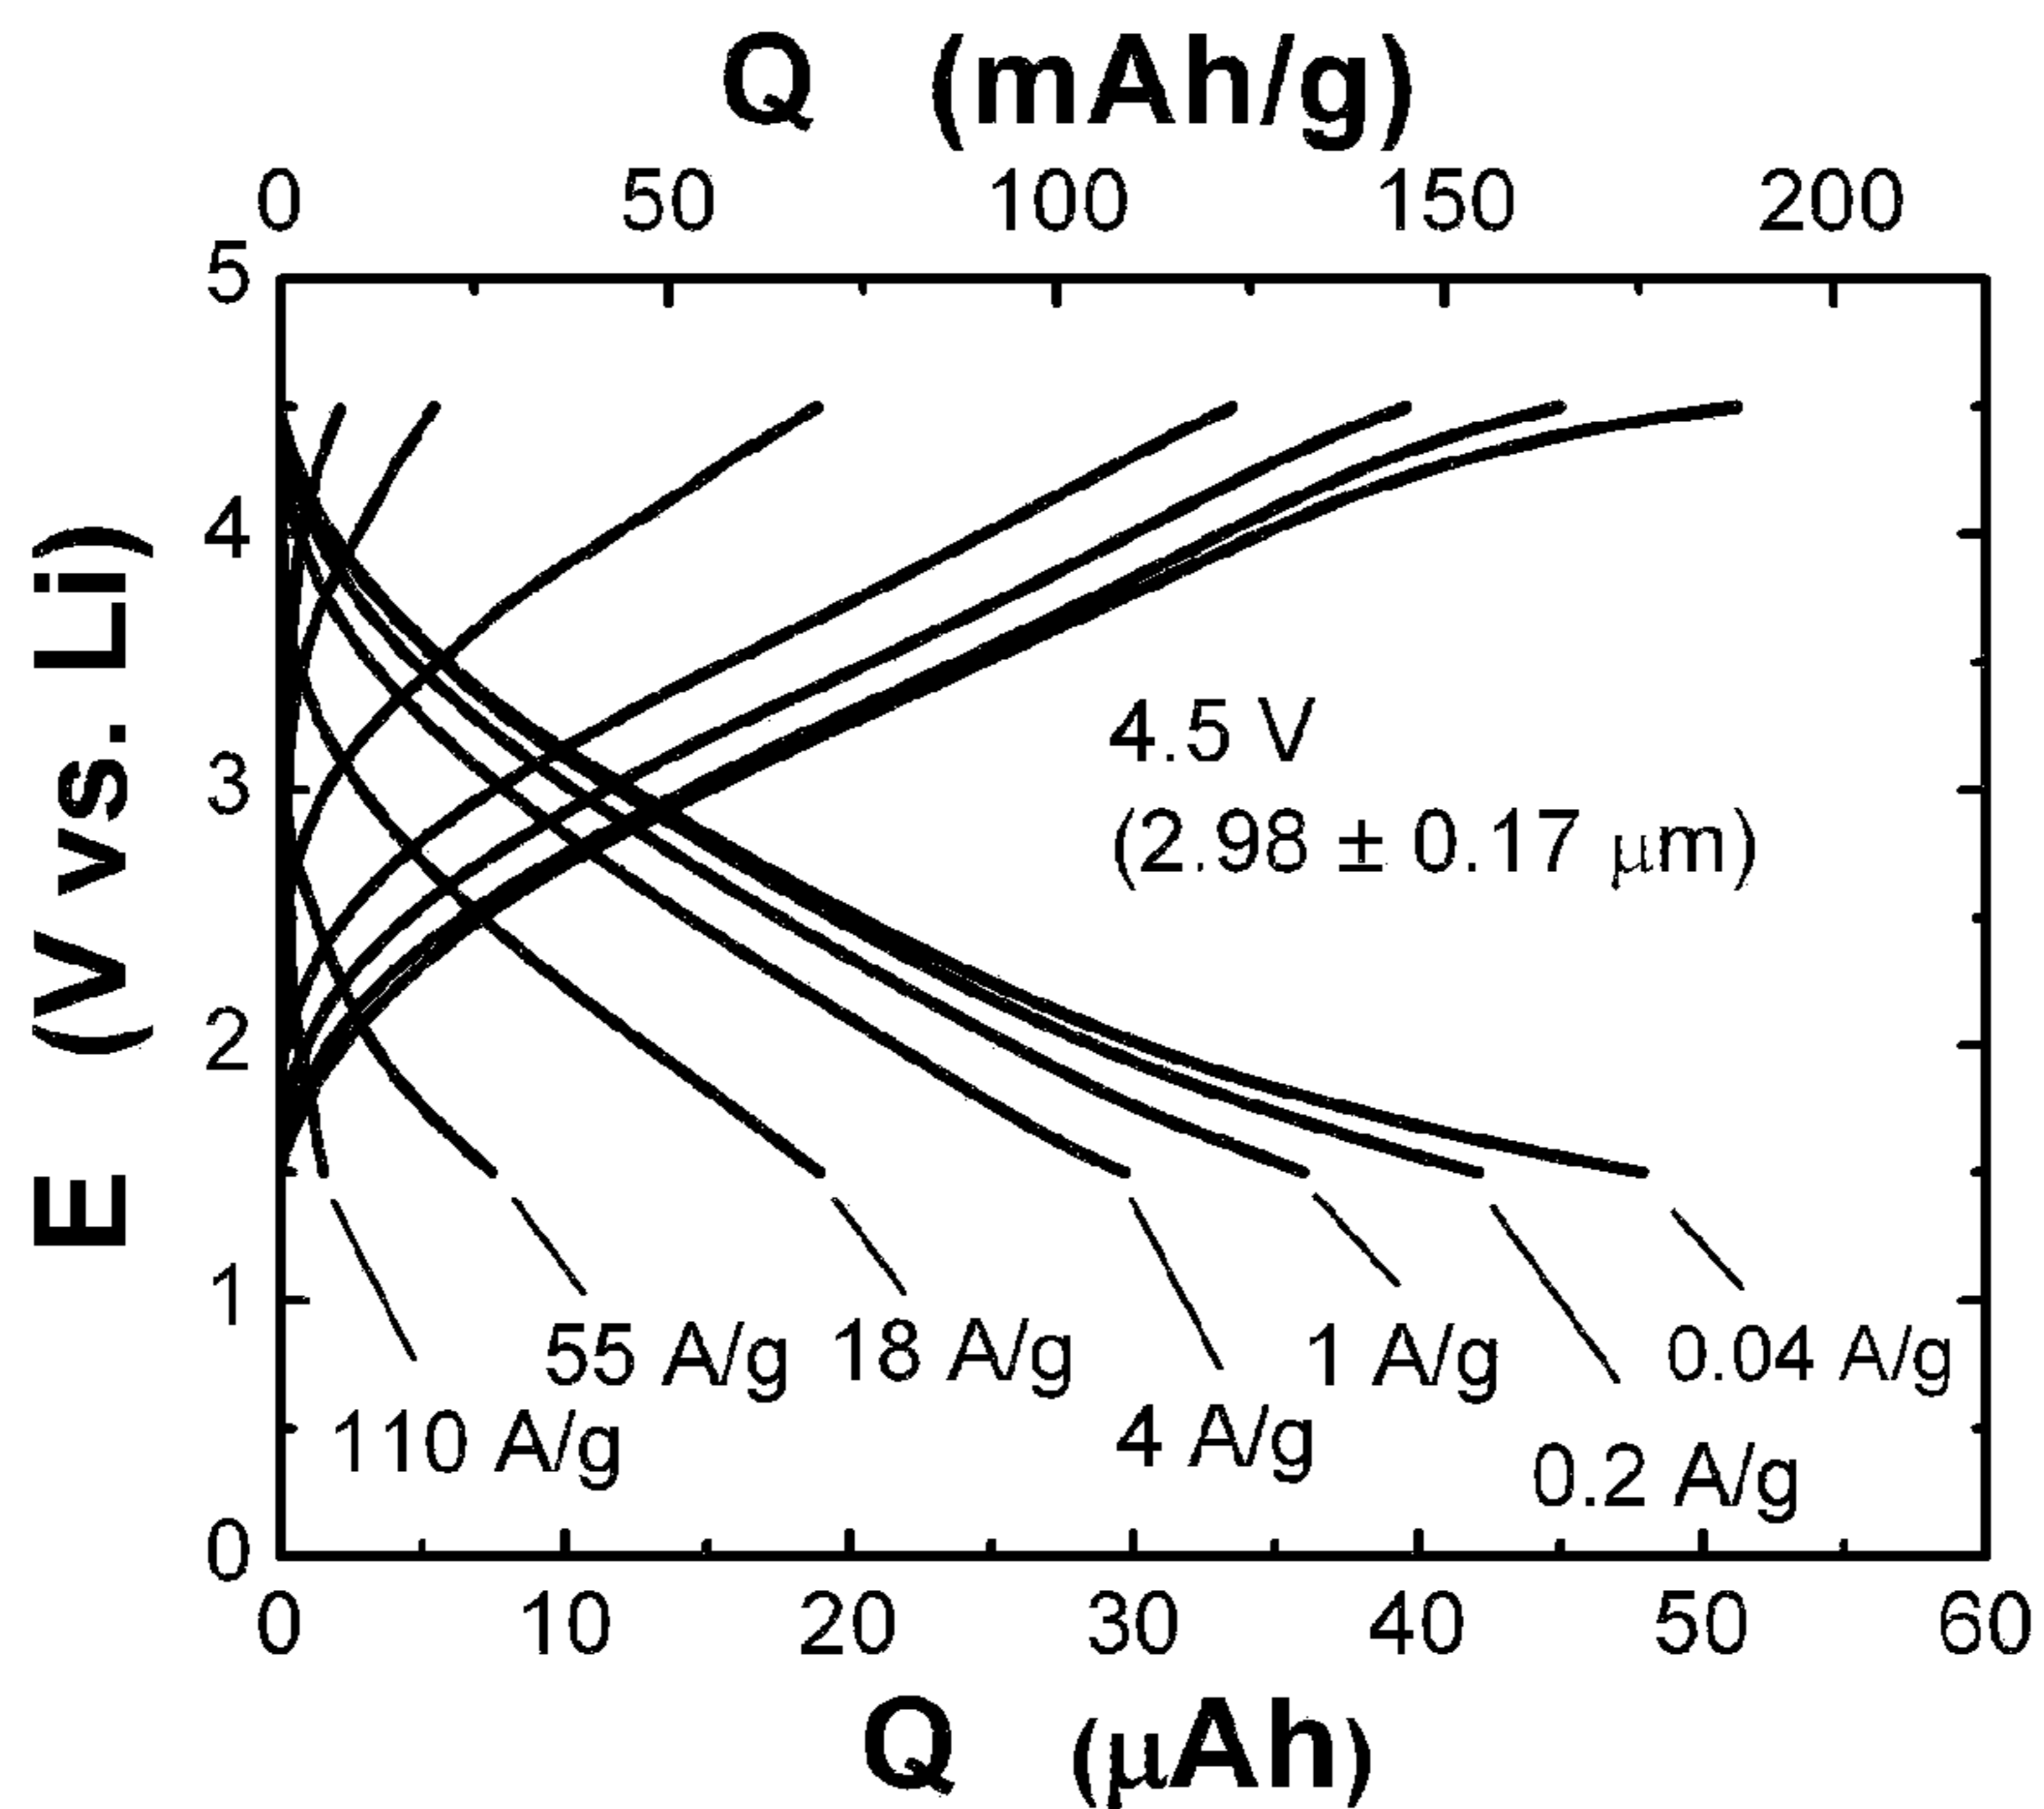 Q (mAh/g)
0 50 100 150 200
5
4
3
2
1
0
E (V vs. Li)
4.5 V
(2.98 ± 0.17 μm)
55 A/g 18 A/g 1 A/g 0.04 A/g
110 A/g 4 A/g 0.2 A/g
0 10 20 30 40 50 60
Q (μAh)